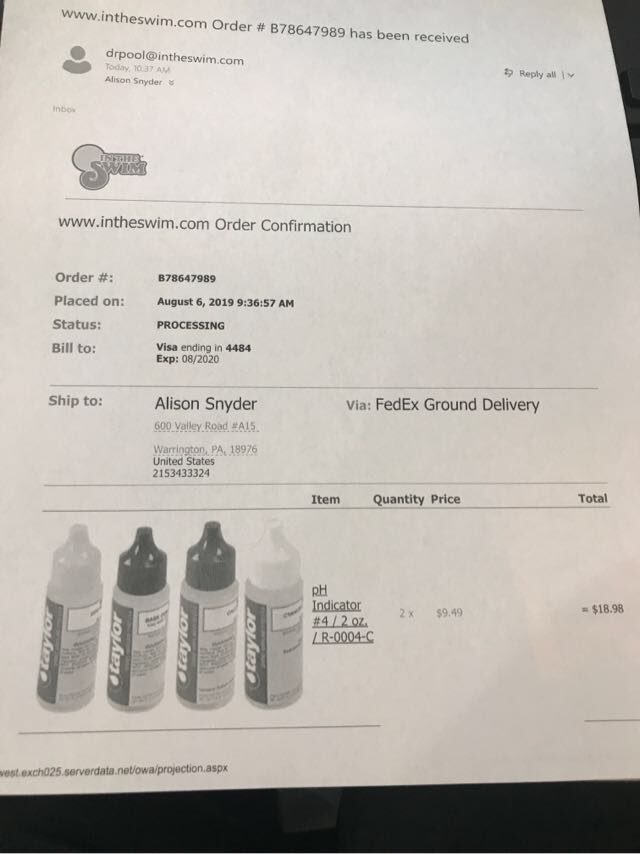 www.intheswim.com Order # B78647989 has been received
drpool@intheswim.com
Today, 10:37 AM
Alison Snyder
Reply all |
Inbox
IN THE
SWIM
www.intheswim.com Order Confirmation
Order #: B78647989
Placed on: August 6, 2019 9:36:57 AM
Status: PROCESSING
Bill to: Visa ending in 4484
Exp: 08/2020
Ship to: Alison Snyder Via: FedEx Ground Delivery
600 Valley Road #A15
Warrington, PA, 18976
United States
2153433324
Item Quantity Price Total
taylor taylor taylor taylor
pH
Indicator
#4 / 2 oz.
/ R-0004-C
2 x $9.49 = $18.98
west.exch025.serverdata.net/owa/projection.aspx